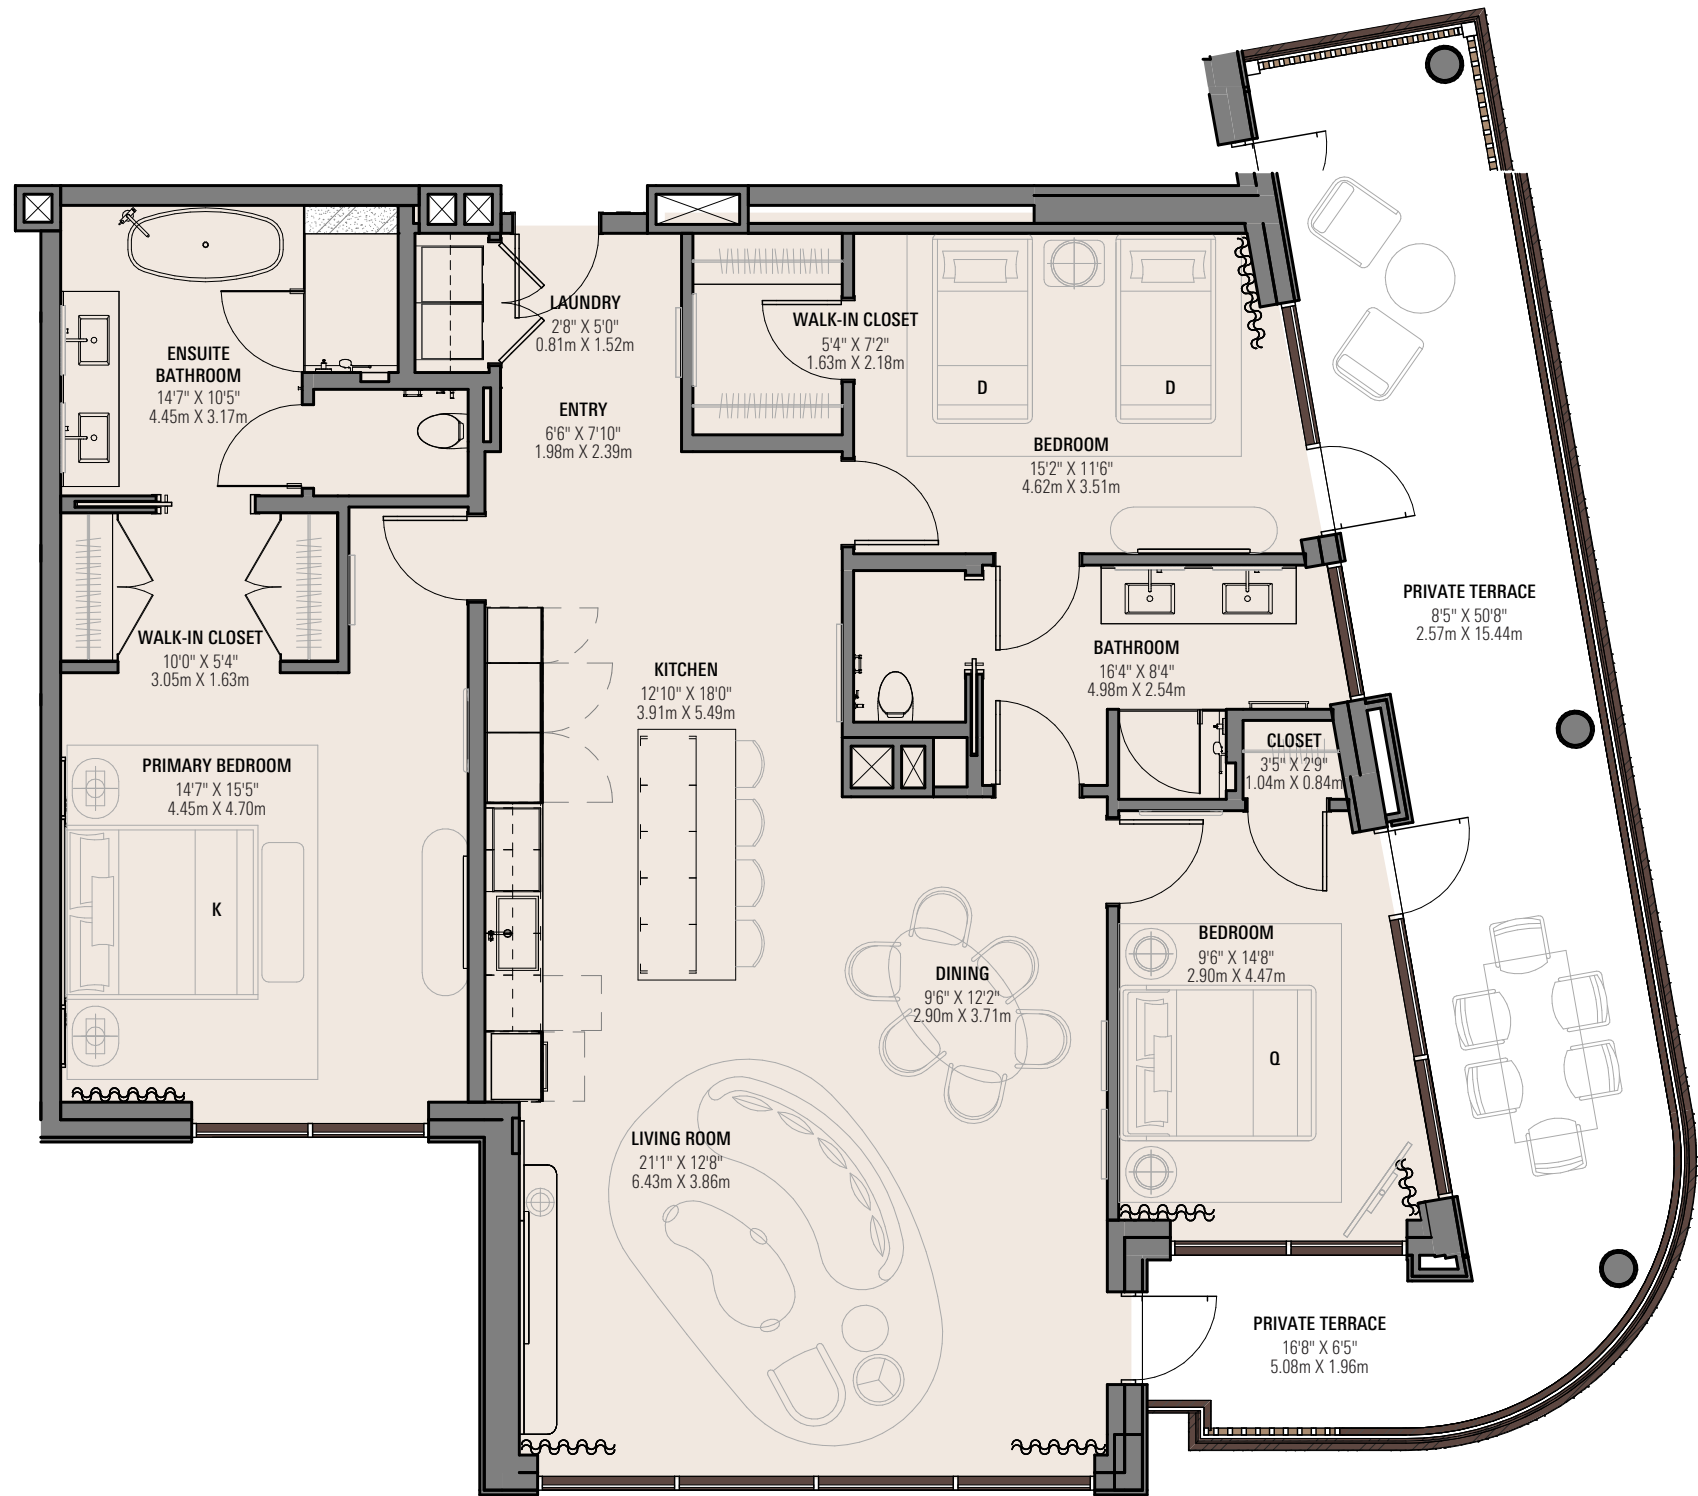 LAUNDRY
2'8" X 5'0"
0.81m X 1.52m
WALK-IN CLOSET
5'4" X 7'2"
1.63m X 2.18m
ENSUITE
BATHROOM
14'7" X 10'5"
4.45m X 3.17m
ENTRY
6'6" X 7'10"
1.98m X 2.39m
D
D
BEDROOM
15'2" X 11'6"
4.62m X 3.51m
PRIVATE TERRACE
8'5" X 50'8"
2.57m X 15.44m
WALK-IN CLOSET
10'0" X 5'4"
3.05m X 1.63m
KITCHEN
12'10" X 18'0"
3.91m X 5.49m
BATHROOM
16'4" X 8'4"
4.98m X 2.54m
CLOSET
3'5" X 2'9"
1.04m X 0.84m
PRIMARY BEDROOM
14'7" X 15'5"
4.45m X 4.70m
K
DINING
9'6" X 12'2"
2.90m X 3.71m
BEDROOM
9'6" X 14'8"
2.90m X 4.47m
Q
LIVING ROOM
21'1" X 12'8"
6.43m X 3.86m
PRIVATE TERRACE
16'8" X 6'5"
5.08m X 1.96m